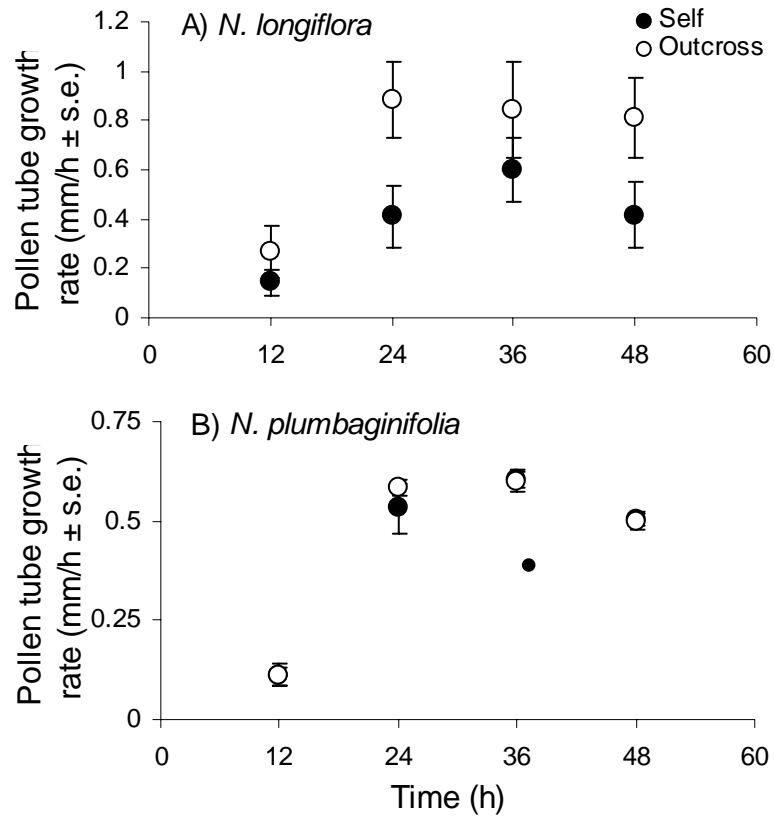 A) N. longiflora
Self
Outcross
Pollen tube growth
rate (mm/h ± s.e.)
1.2
1
0.8
0.6
0.4
0.2
0
0 12 24 36 48 60
B) N. plumbaginifolia
Pollen tube growth
rate (mm/h ± s.e.)
0.75
0.5
0.25
0
0 12 24 36 48 60
Time (h)